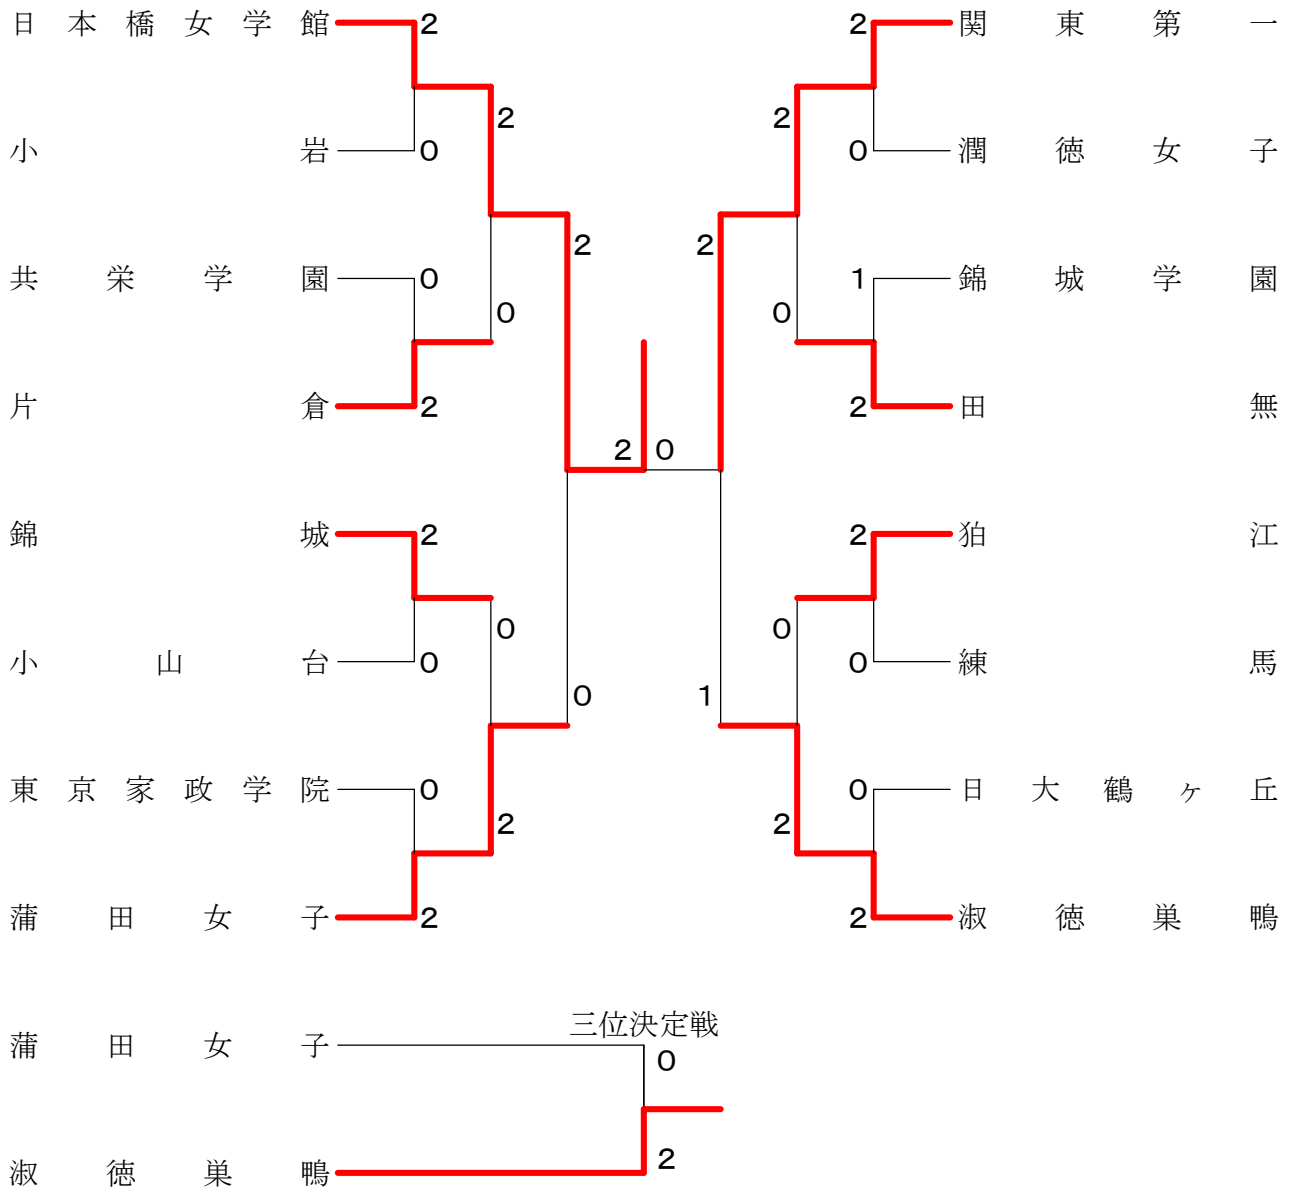 日本橋女学館 2 2 関東第一
2 2
小岩 0 0 潤徳女子
2 2
共栄学園 0 1 錦城学園
0 0
片倉 2 2 田無
2 0
錦城 2 2 狛江
0 0
小山台 0 0 練馬
0 1
東京家政学院 0 0 日大鶴ヶ丘
2 2
蒲田女子 2 2 淑徳巣鴨
三位決定戦
蒲田女子 0
淑徳巣鴨 2